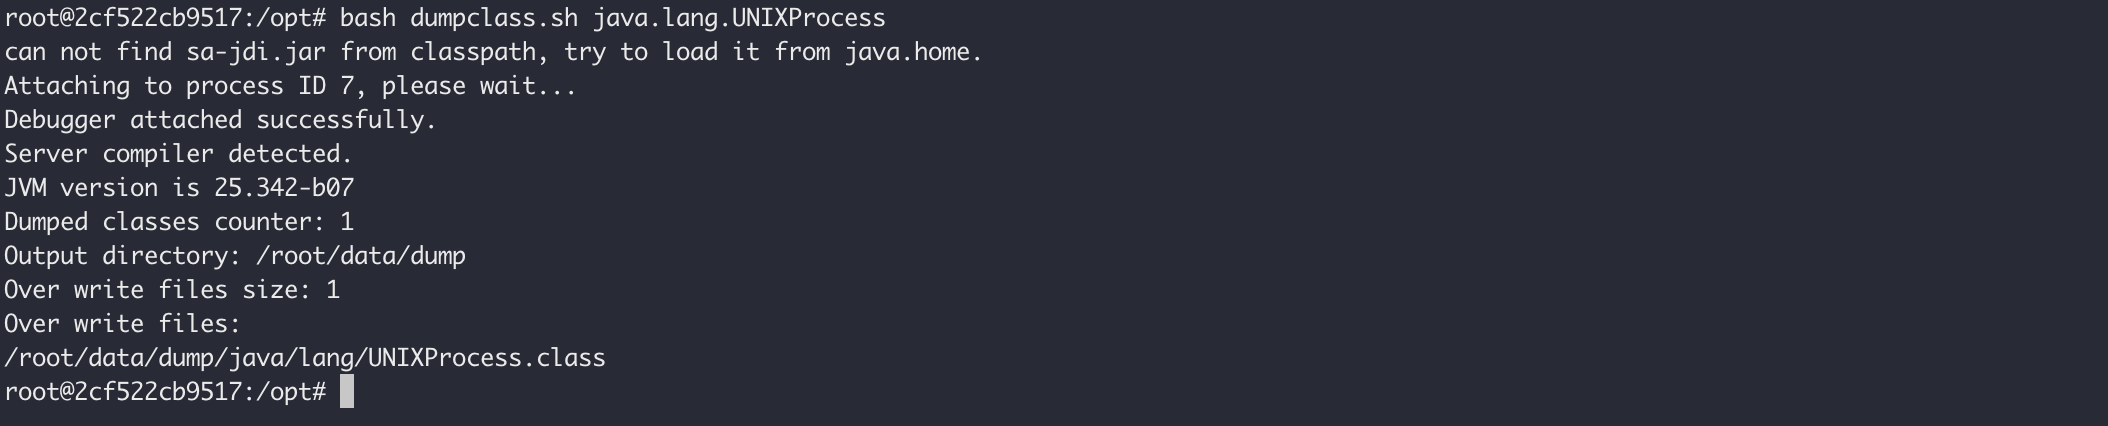 root@2cf522cb9517:/opt# bash dumpclass.sh java.lang.UNIXProcess
can not find sa-jdi.jar from classpath, try to load it from java.home.
Attaching to process ID 7, please wait...
Debugger attached successfully.
Server compiler detected.
JVM version is 25.342-b07
Dumped classes counter: 1
Output directory: /root/data/dump
Over write files size: 1
Over write files:
/root/data/dump/java/lang/UNIXProcess.class
root@2cf522cb9517:/opt#